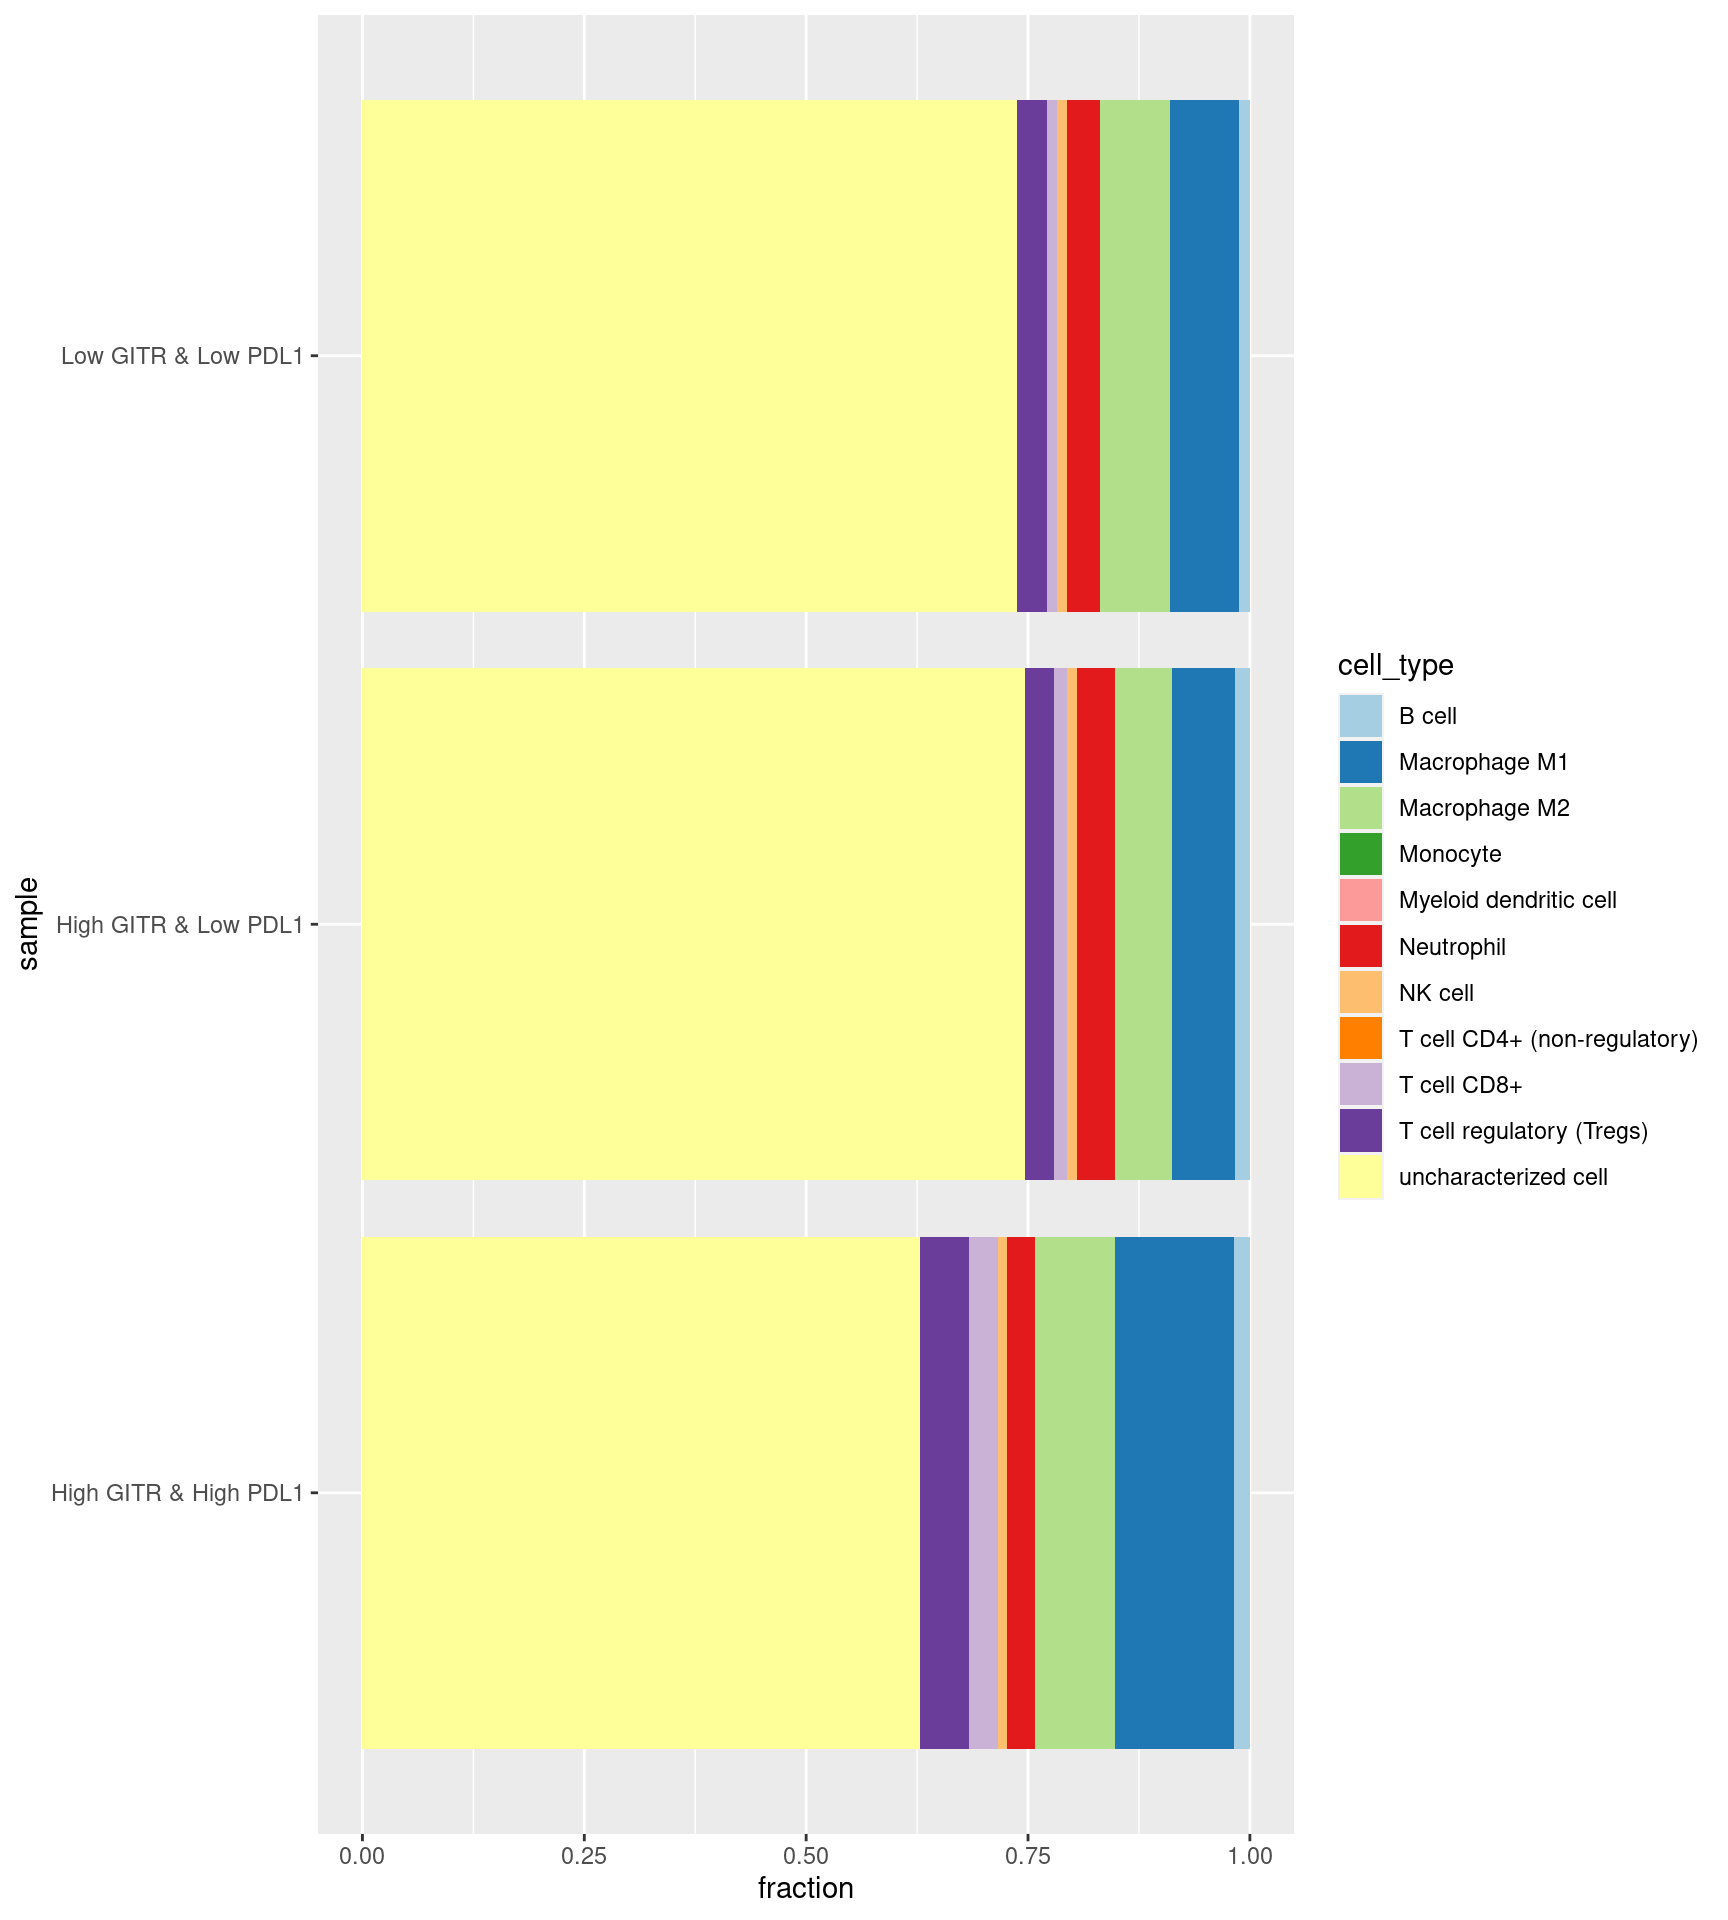 Low GITR & Low PDL1
High GITR & Low PDL1
High GITR & High PDL1
sample
0.00 0.25 0.50 0.75 1.00
fraction
cell_type
B cell
Macrophage M1
Macrophage M2
Monocyte
Myeloid dendritic cell
Neutrophil
NK cell
T cell CD4+ (non-regulatory)
T cell CD8+
T cell regulatory (Tregs)
uncharacterized cell